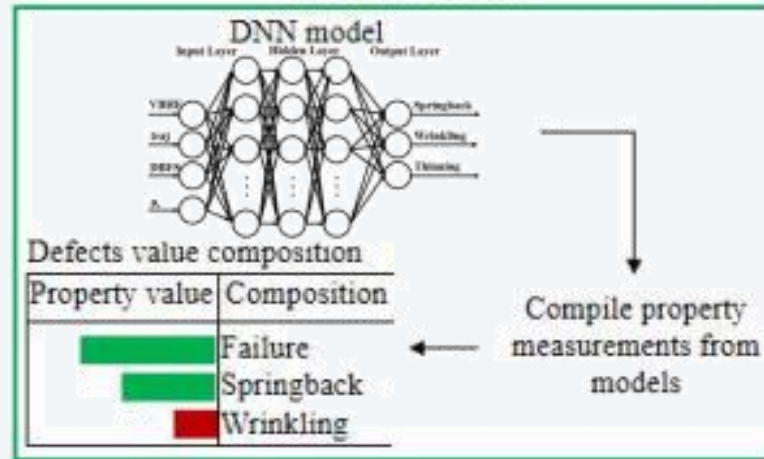 DNN model
Input Layer Hidden Layer Output Layer
Springback
Wrinkling
Thinning
Defects value composition
Property value Composition
Failure
Springback
Wrinkling
Compile property
measurements from
models